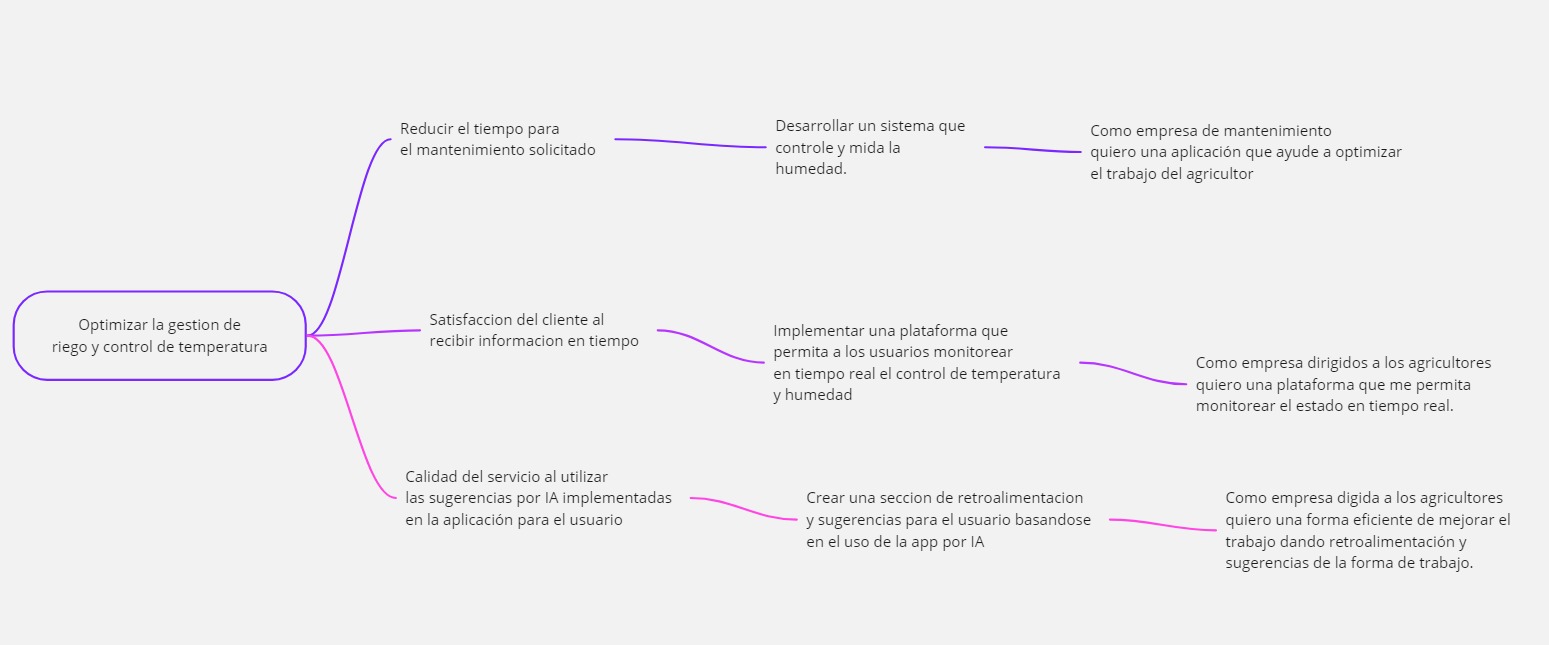 Optimizar la gestion de
riego y control de temperatura
Reducir el tiempo para
el mantenimiento solicitado
Desarrollar un sistema que
controle y mida la
humedad.
Como empresa de mantenimiento
quiero una aplicación que ayude a optimizar
el trabajo del agricultor
Satisfaccion del cliente al
recibir informacion en tiempo
Implementar una plataforma que
permita a los usuarios monitorear
en tiempo real el control de temperatura
y humedad
Como empresa dirigidos a los agricultores
quiero una plataforma que me permita
monitorear el estado en tiempo real.
Calidad del servicio al utilizar
las sugerencias por IA implementadas
en la aplicación para el usuario
Crear una seccion de retroalimentacion
y sugerencias para el usuario basandose
en el uso de la app por IA
Como empresa digida a los agricultores
quiero una forma eficiente de mejorar el
trabajo dando retroalimentación y
sugerencias de la forma de trabajo.